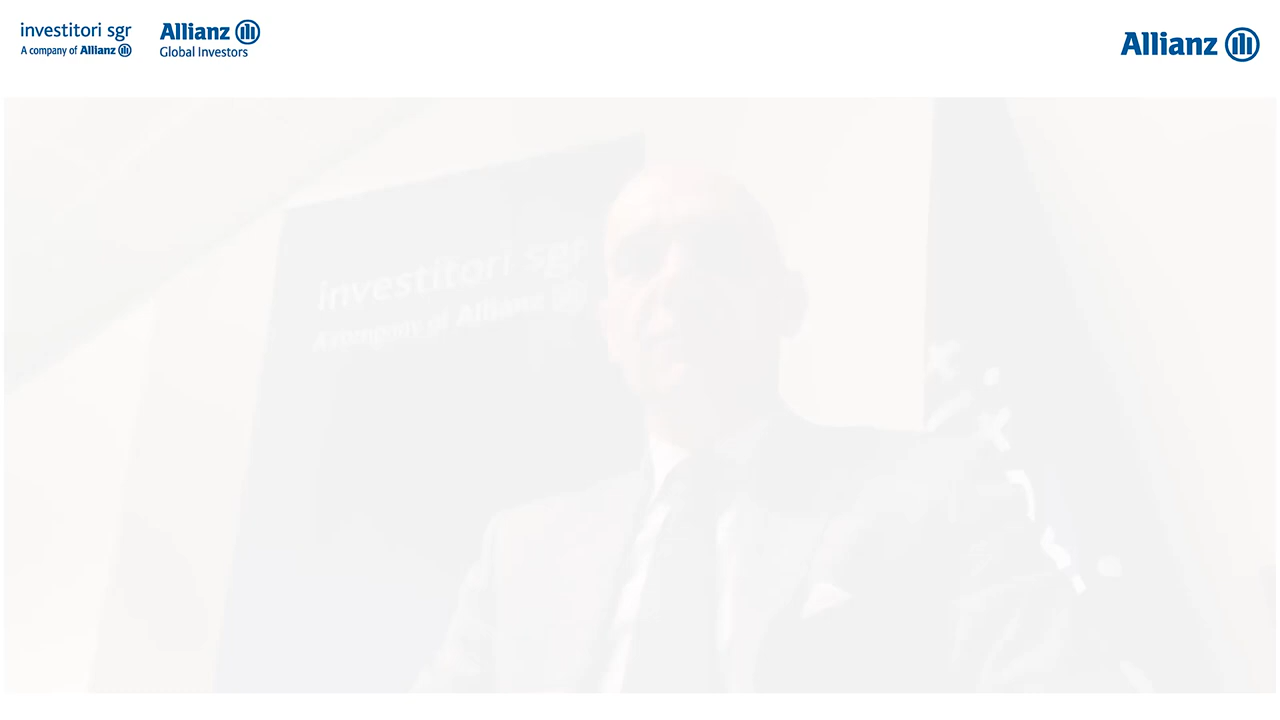 investitori sgr
A company of Allianz
Allianz
Global Investors
Allianz
investitori sgr
A company of Allianz